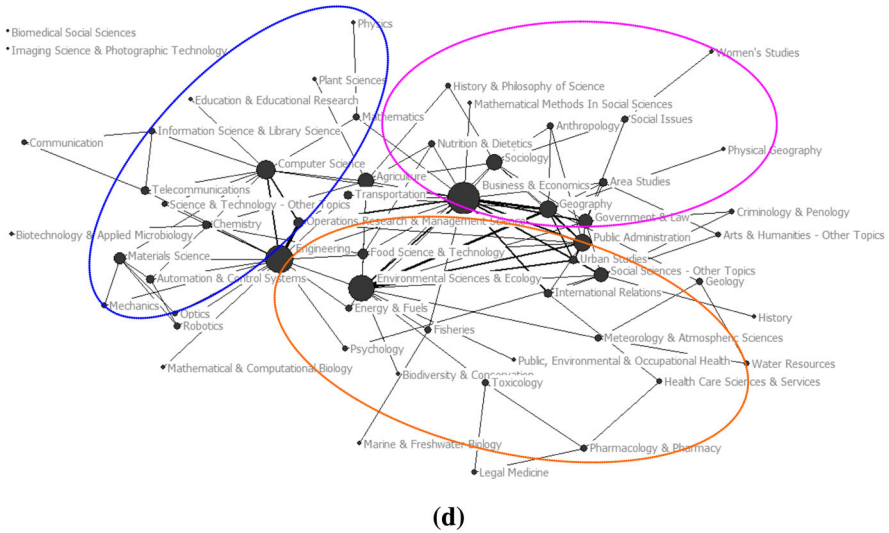 Physics
Biomedical Social Sciences
Imaging Science & Photographic Technology
Women's Studies
Plant Sciences
History & Philosophy of Science
Education & Educational Research
Mathematical Methods In Social Sciences
Mathematics
Social Issues
Information Science & Library Science
Anthropology
Communication
Nutrition & Dietetics
Physical Geography
Computer Science
Sociology
Agriculture
Telecommunications
Business & Economics
Area Studies
Transportation
Science & Technology - Other Topics
Geography
Criminology & Penology
Chemistry
Operations Research & Management Science
Government & Law
Biotechnology & Applied Microbiology
Arts & Humanities - Other Topics
Public Administration
Engineering
Food Science & Technology
Materials Science
Urban Studies
Automation & Control Systems
Social Sciences - Other Topics
Environmental Sciences & Ecology
Geology
International Relations
Mechanics
Energy & Fuels
Optics
History
Robotics
Fisheries
Meteorology & Atmospheric Sciences
Psychology
Public, Environmental & Occupational Health
Water Resources
Mathematical & Computational Biology
Biodiversity & Conservation
Toxicology
Health Care Sciences & Services
Marine & Freshwater Biology
Pharmacology & Pharmacy
Legal Medicine
(d)